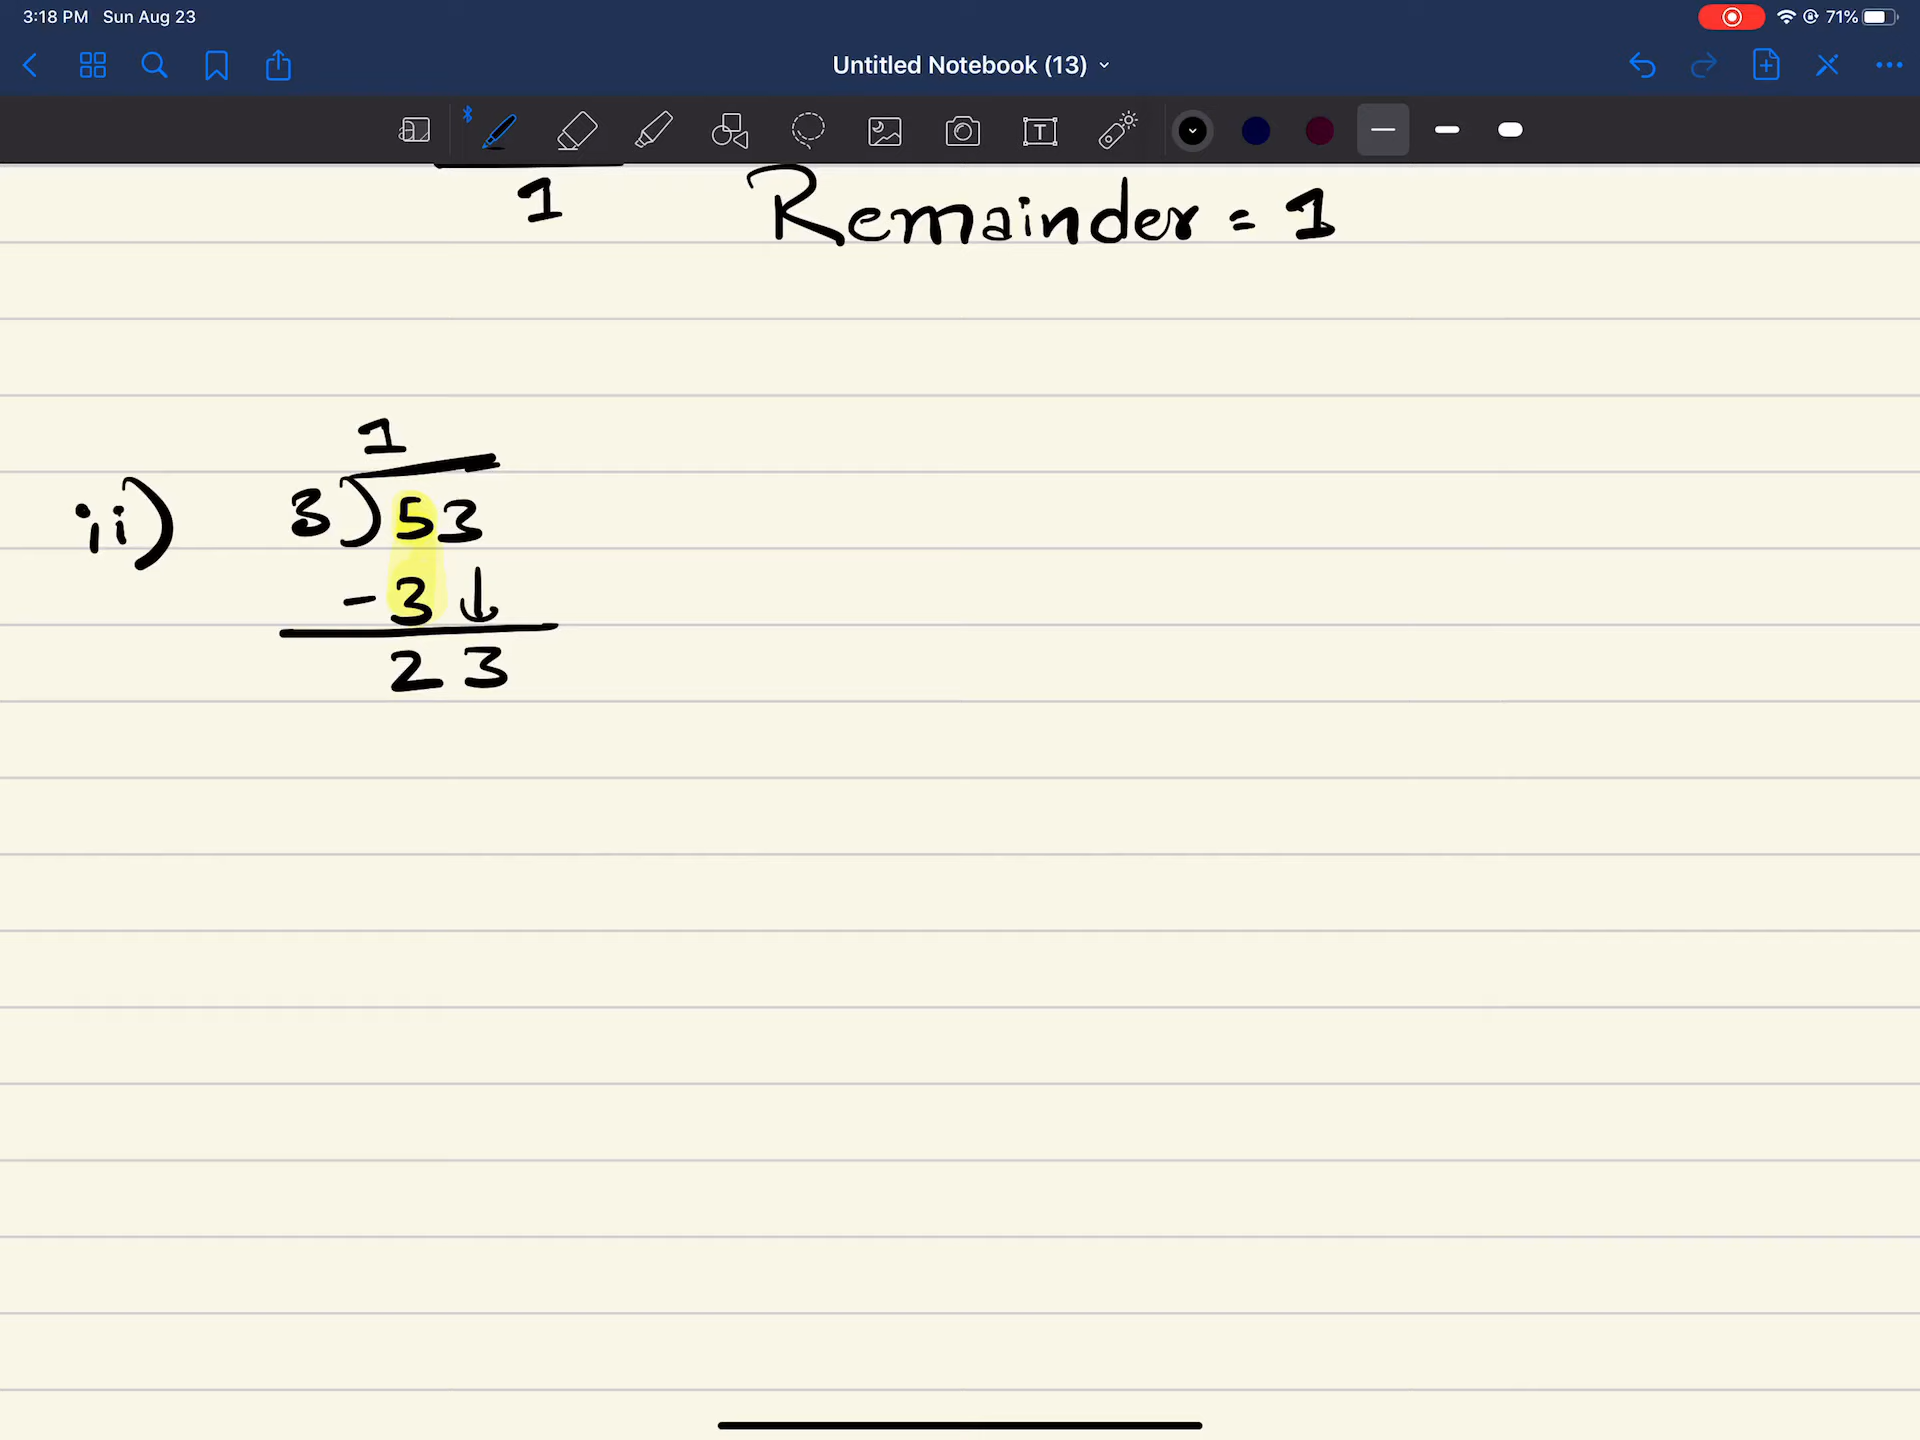 3:18 PM Sun Aug 23
71%
Untitled Notebook (13)
1 Remainder = 1
1
ii) 3)53
-3↓
23